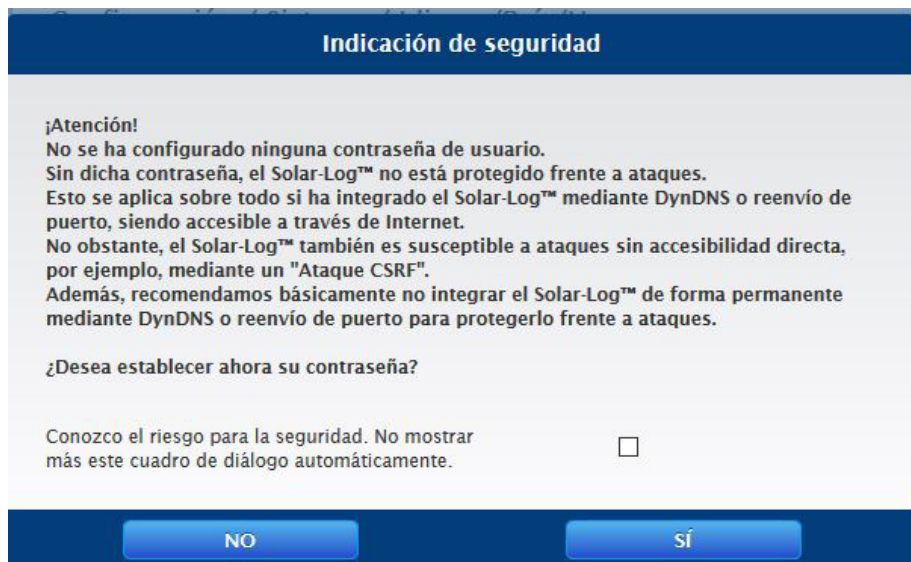 Indicación de seguridad
¡Atención!
No se ha configurado ninguna contraseña de usuario.
Sin dicha contraseña, el Solar-Log™ no está protegido frente a ataques.
Esto se aplica sobre todo si ha integrado el Solar-Log™ mediante DynDNS o reenvío de
puerto, siendo accesible a través de Internet.
No obstante, el Solar-Log™ también es susceptible a ataques sin accesibilidad directa,
por ejemplo, mediante un "Ataque CSRF".
Además, recomendamos básicamente no integrar el Solar-Log™ de forma permanente
mediante DynDNS o reenvío de puerto para protegerlo frente a ataques.
¿Desea establecer ahora su contraseña?
Conozco el riesgo para la seguridad. No mostrar
más este cuadro de diálogo automáticamente.
NO
SÍ